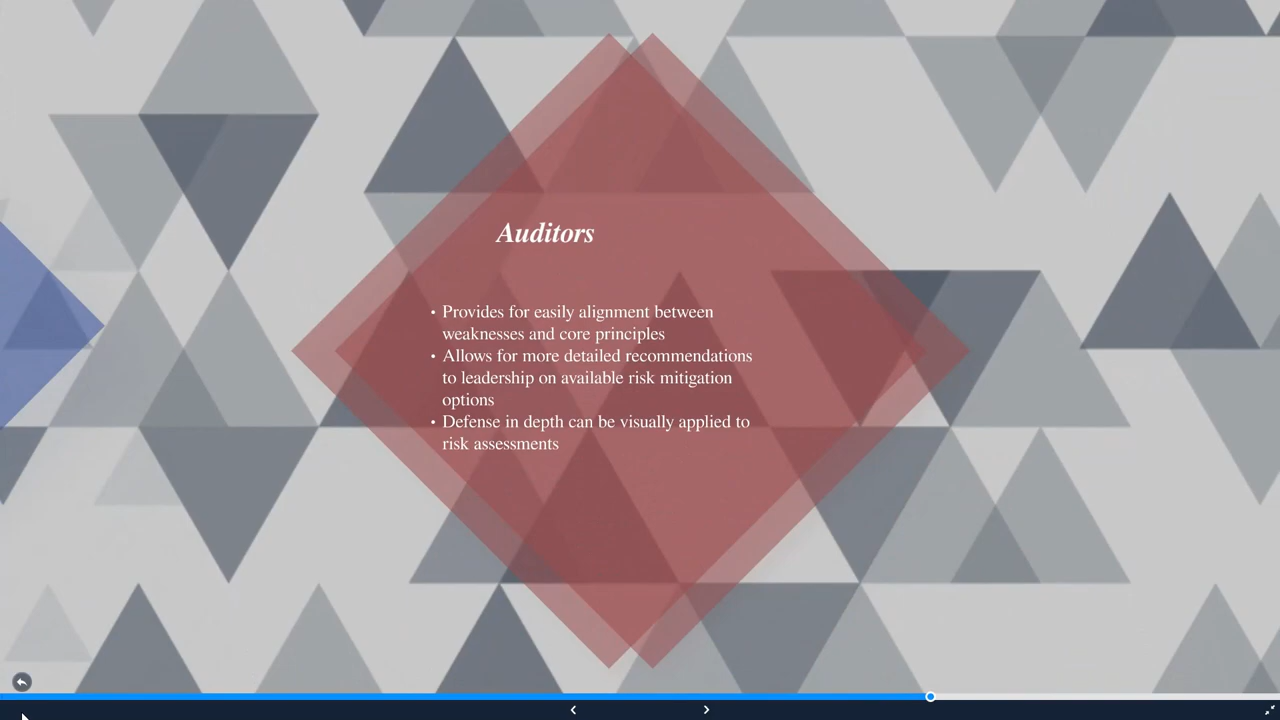 Auditors
• Provides for easily alignment between
weaknesses and core principles
• Allows for more detailed recommendations
to leadership on available risk mitigation
options
• Defense in depth can be visually applied to
risk assessments